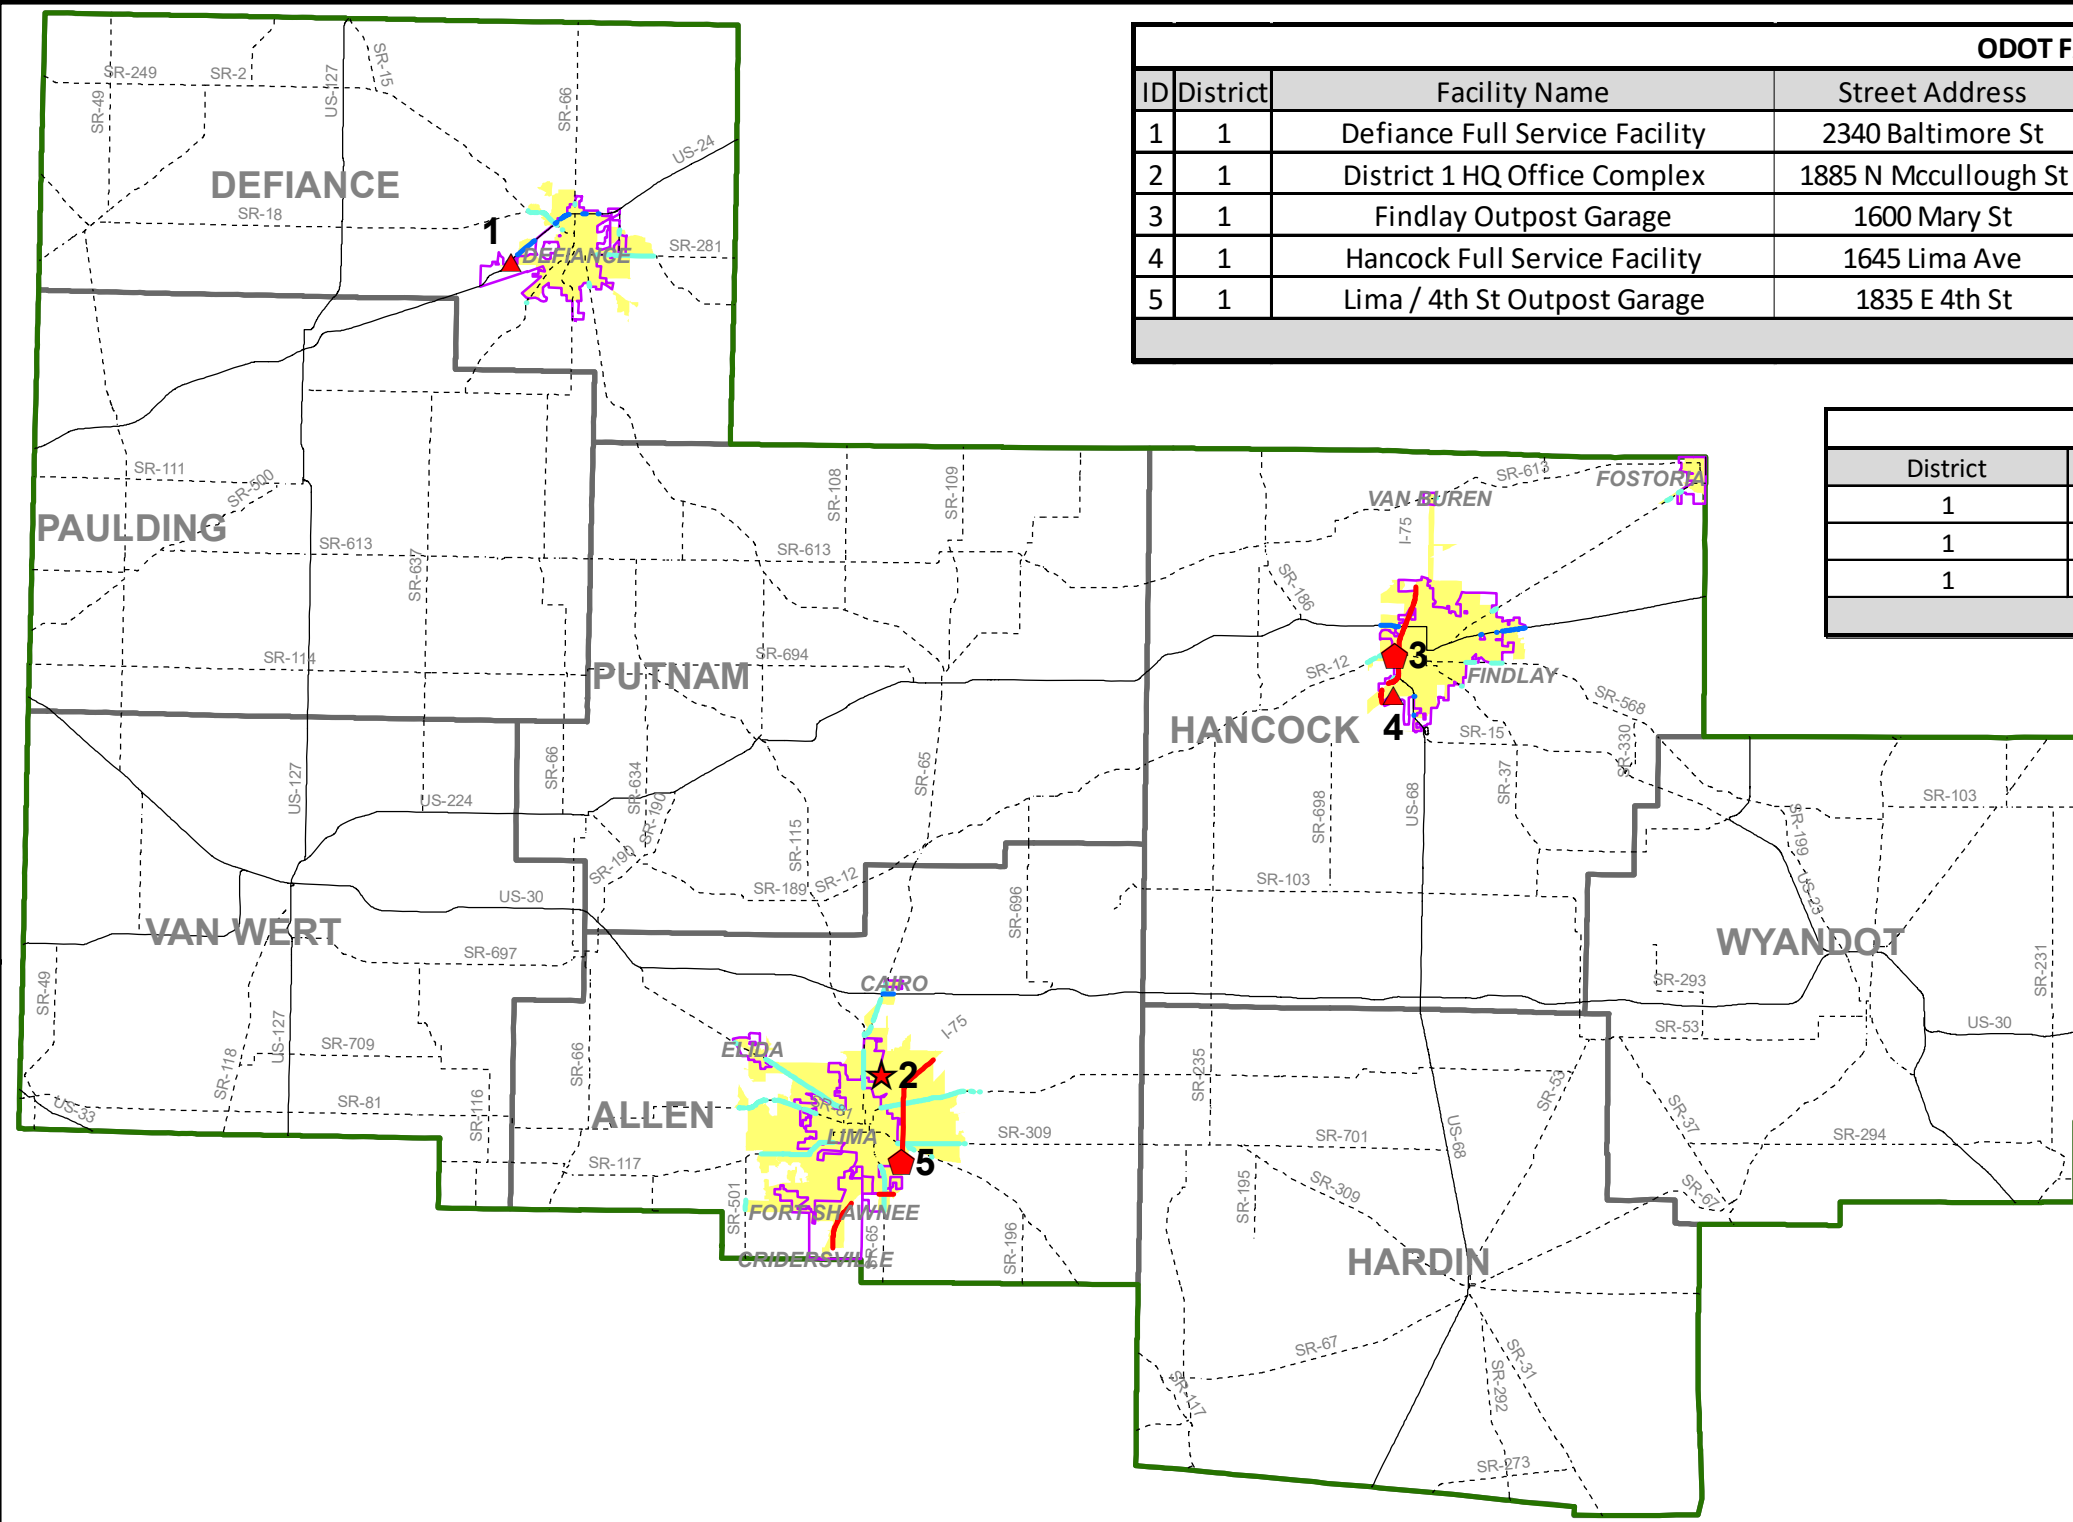 ODOT F
ID District Facility Name Street Address
1 1 Defiance Full Service Facility 2340 Baltimore St
2 1 District 1 HQ Office Complex 1885 N Mccullough St
3 1 Findlay Outpost Garage 1600 Mary St
4 1 Hancock Full Service Facility 1645 Lima Ave
5 1 Lima / 4th St Outpost Garage 1835 E 4th St
District
1
1
1
SR-249
SR-2
SR-15
US-127
SR-49
SR-66
US-24
DEFIANCE
SR-18
1
DEFIANCE
SR-281
SR-111
SR-500
PAULDING
SR-613
SR-637
SR-114
SR-108
SR-109
SR-613
PUTNAM
SR-694
SR-613
VAN BUREN
FOSTORIA
I-75
SR-186
3
SR-12
FINDLAY
SR-568
HANCOCK
4
SR-15
SR-330
SR-37
US-68
SR-698
SR-103
US-127
SR-66
SR-634
SR-190
SR-65
US-224
SR-115
SR-190
SR-189
SR-12
US-30
SR-696
SR-103
SR-199
US-23
VAN WERT
SR-697
WYANDOT
SR-231
SR-49
CAIRO
SR-293
SR-53
US-30
US-127
SR-709
SR-118
SR-66
ELIDA
I-75
2
SR-235
SR-53
SR-37
US-33
SR-81
SR-116
ALLEN
SR-81
LIMA
SR-309
SR-701
US-68
SR-294
SR-117
5
SR-501
FORT SHAWNEE
SR-65
SR-196
CRIDERSVILLE
SR-195
SR-309
SR-67
HARDIN
SR-67
SR-31
SR-292
SR-117
SR-273